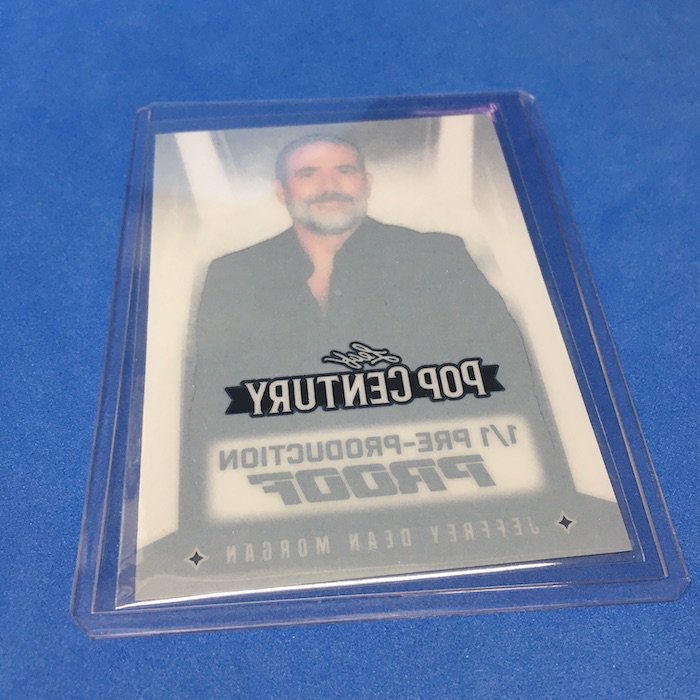 Leaf
POP CENTURY
1/1 PRE-PRODUCTION
PROOF
JEFFREY DEAN MORGAN